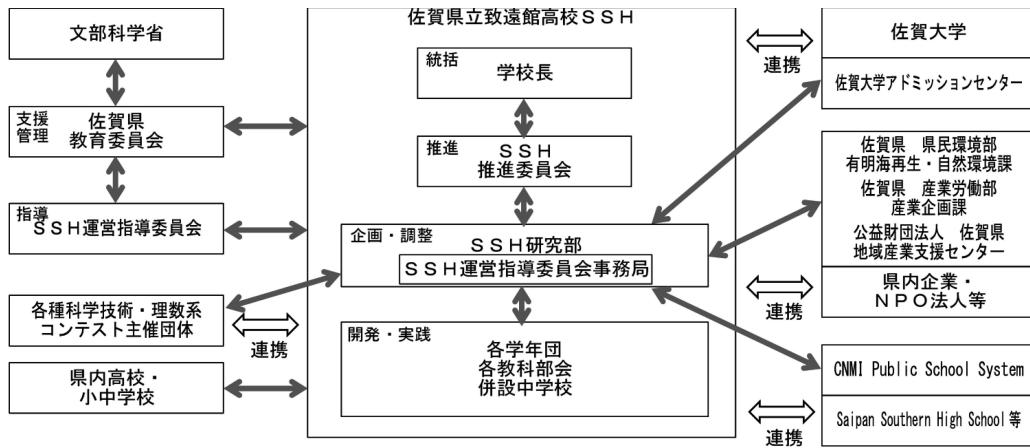 佐賀県立致遠館高校ＳＳＨ
文部科学省
支援
管理
佐賀県
教育委員会
指導
ＳＳＨ運営指導委員会
各種科学技術・理数系
コンテスト主催団体
連携
県内高校・
小中学校
統括
学校長
推進
ＳＳＨ
推進委員会
企画・調整
ＳＳＨ研究部
ＳＳＨ運営指導委員会事務局
開発・実践
各学年団
各教科部会
併設中学校
連携
佐賀大学
佐賀大学アドミッションセンター
佐賀県　県民環境部
有明海再生・自然環境課
佐賀県　産業労働部
産業企画課
公益財団法人　佐賀県
地域産業支援センター
連携
県内企業・
ＮＰＯ法人等
CNMI Public School System
連携
Saipan Southern High School 等